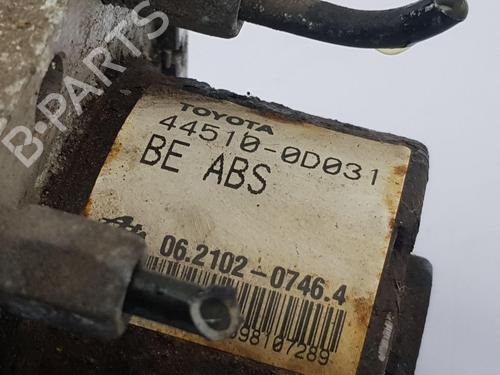 B-PARTS
TOYOTA
44510-0D031
BE ABS
06.2102-0746.4
98107289